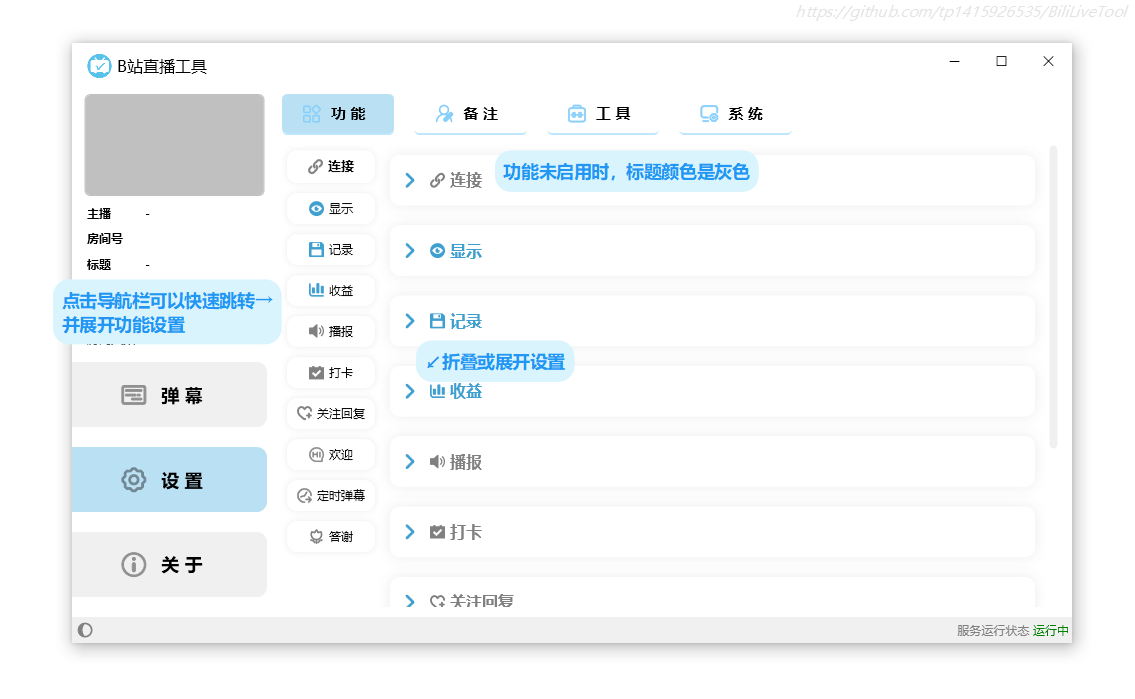 https://github.com/tp1415926535/BiliLiveTool
B站直播工具
主播 -
房间号
标题 -
点击导航栏可以快速跳转→
并展开功能设置
弹幕
设置
关于
功能
备注
工具
系统
连接
显示
记录
收益
播报
打卡
关注回复
欢迎
定时弹幕
答谢
连接
功能未启用时，标题颜色是灰色
显示
记录
↙折叠或展开设置
收益
播报
打卡
关注回复
服务运行状态 运行中